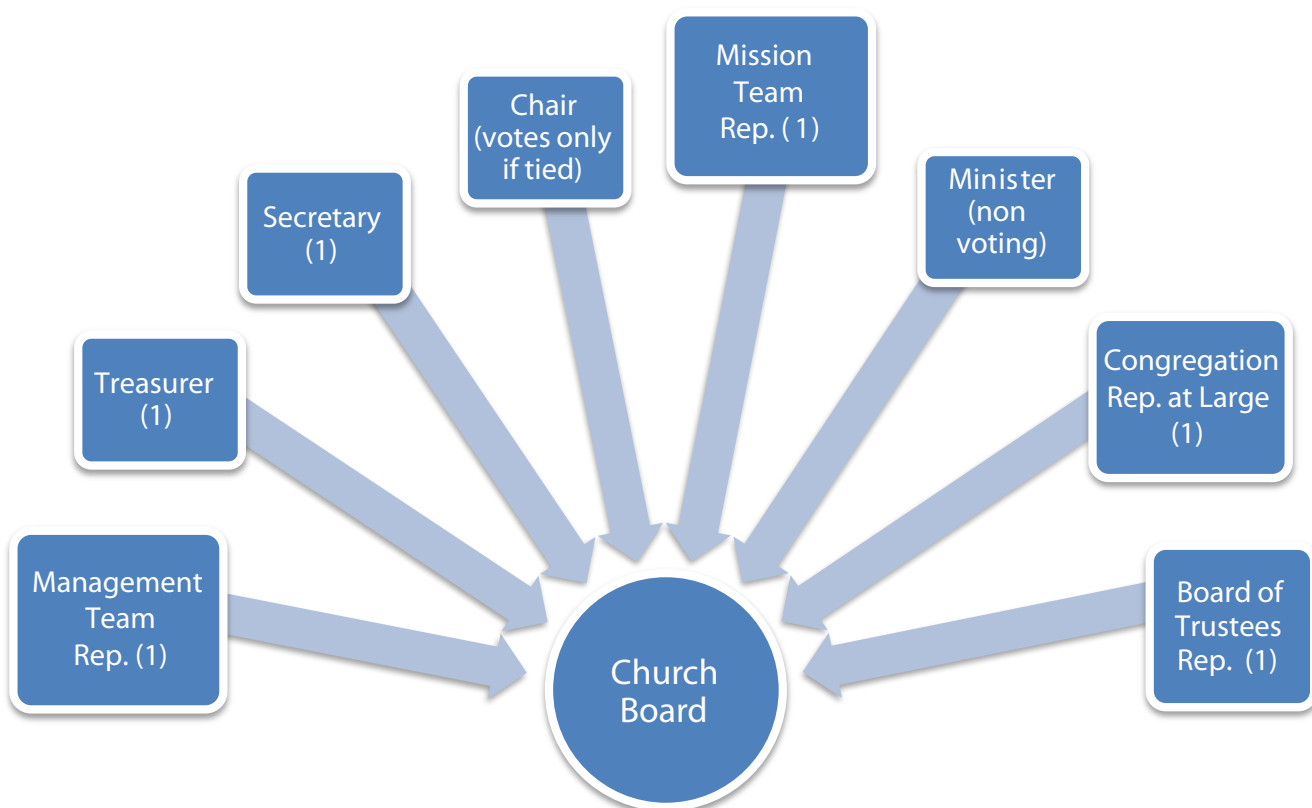 Mission
Team
Rep. ( 1)
Chair
(votes only
if tied)
Minister
(non
voting)
Secretary
(1)
Treasurer
(1)
Congregation
Rep. at Large
(1)
Management
Team
Rep. (1)
Board of
Trustees
Rep. (1)
Church
Board